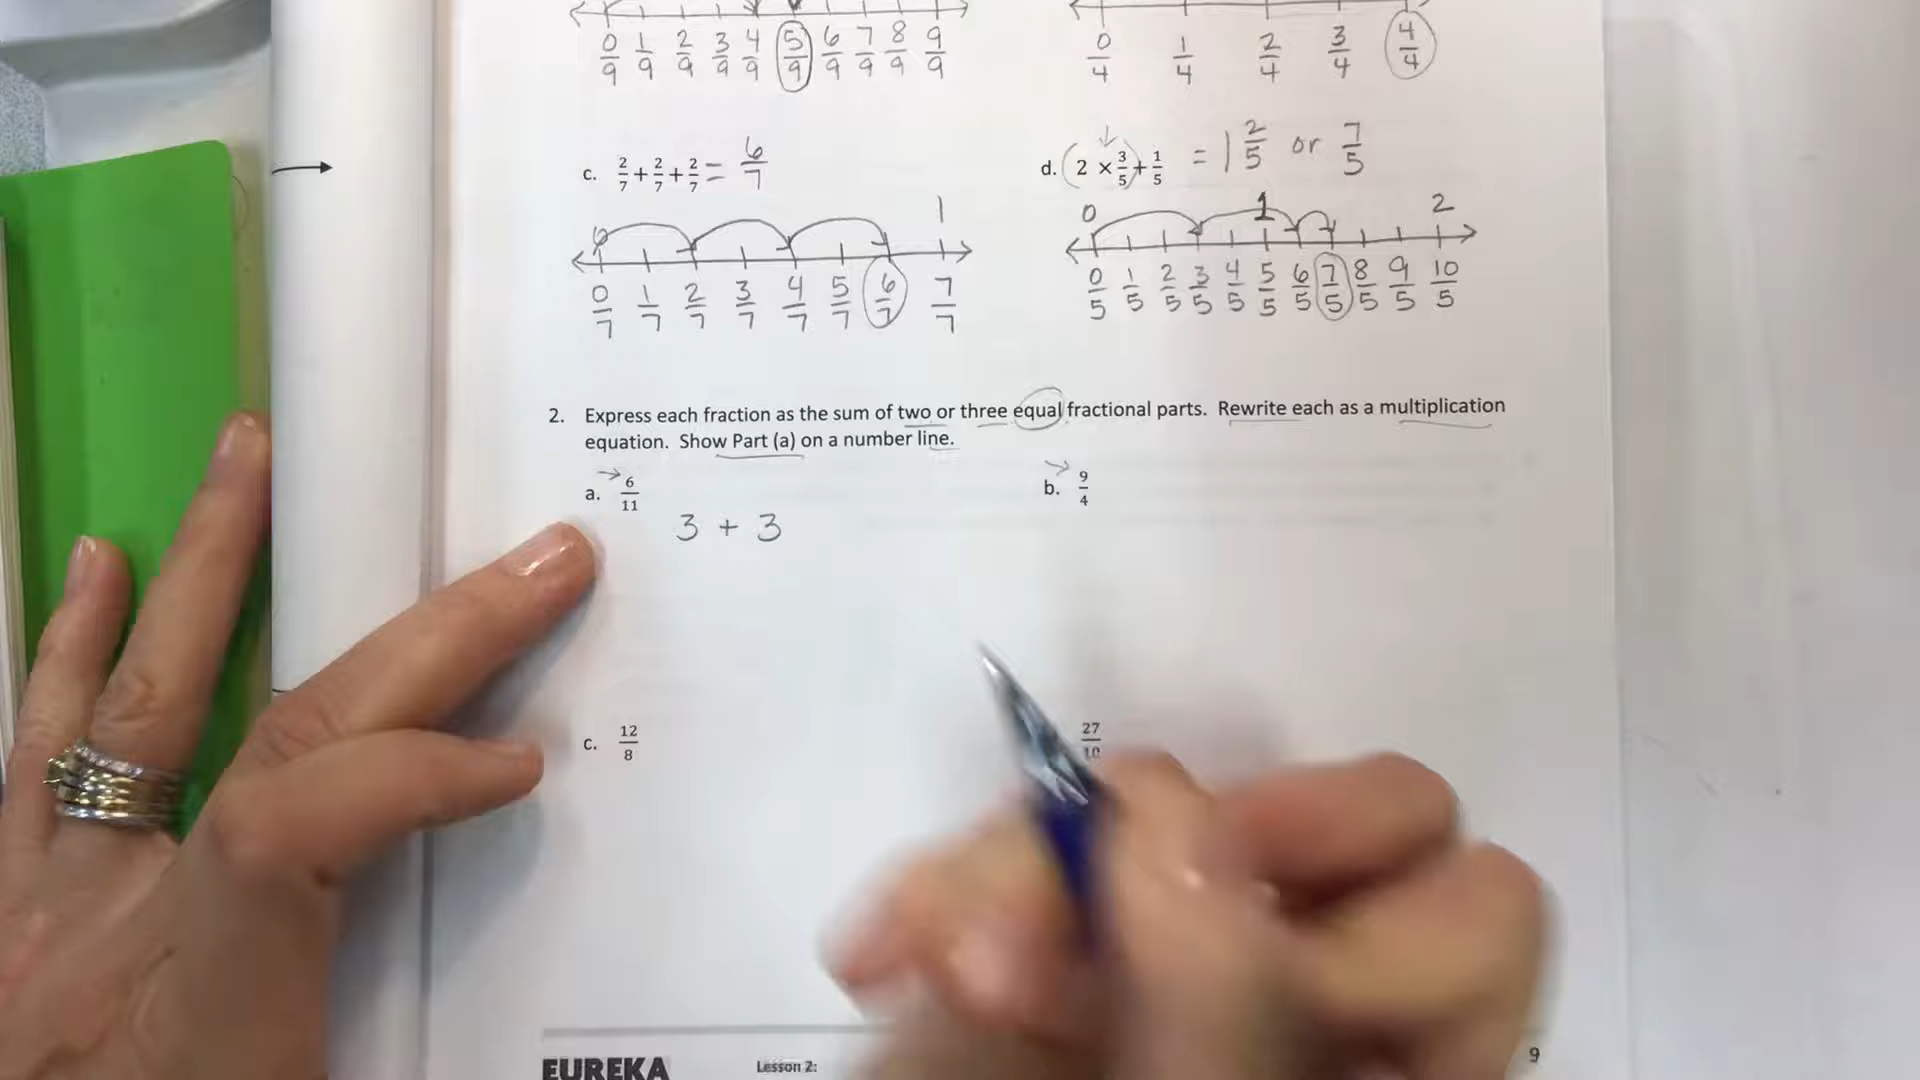 0/9 1/9 2/9 3/9 4/9 5/9 6/9 7/9 8/9 9/9
0/4 1/4 2/4 3/4 4/4
c. 2/7 + 2/7 + 2/7 = 6/7
0 1
0/7 1/7 2/7 3/7 4/7 5/7 6/7 7/7
d. (2 × 3/5) + 1/5 = 1 2/5 or 7/5
0 1 2
0/5 1/5 2/5 3/5 4/5 5/5 6/5 7/5 8/5 9/5 10/5
2. Express each fraction as the sum of two or three equal fractional parts. Rewrite each as a multiplication
equation. Show Part (a) on a number line.
a. 6/11
3 + 3
b. 9/4
c. 12/8
27/10
EUREKA
Lesson 2:
9